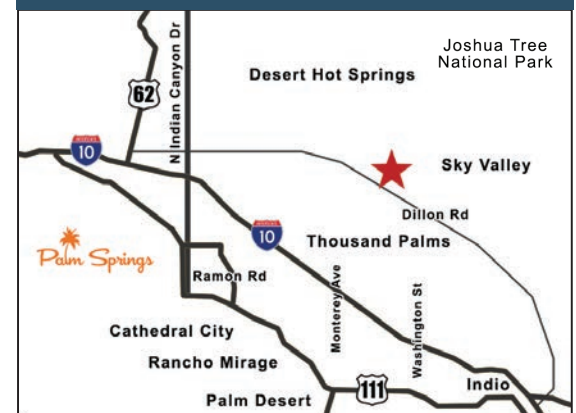 Joshua Tree
National Park
N Indian Canyon Dr
Desert Hot Springs
62
10
Sky Valley
Dillon Rd
10
Thousand Palms
Palm Springs
Ramon Rd
Monterey Ave
Washington St
Cathedral City
Rancho Mirage
111
Indio
Palm Desert